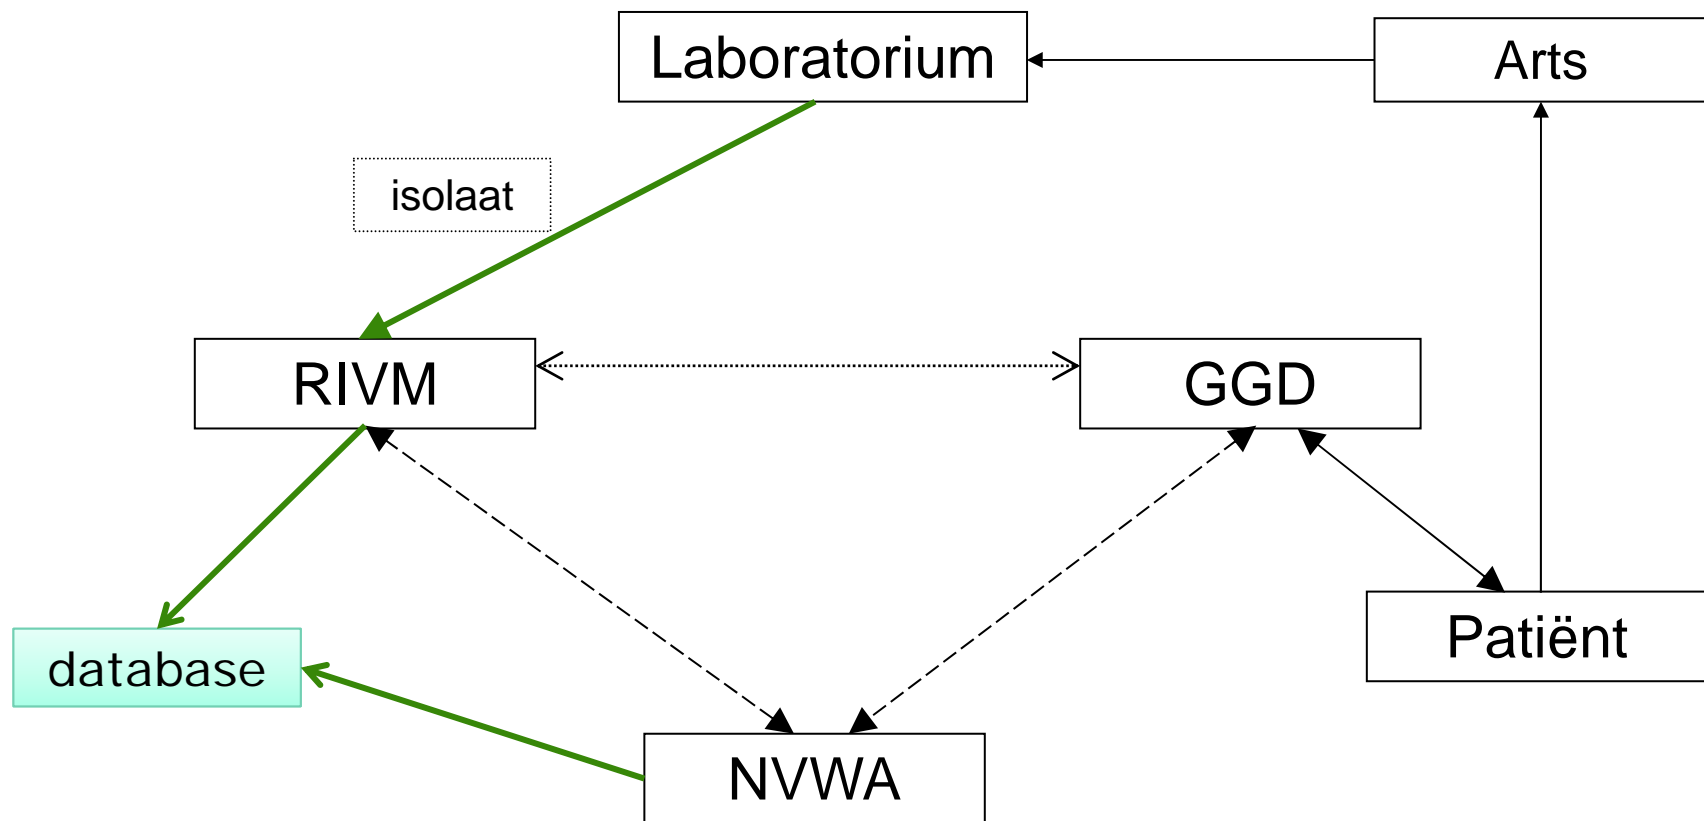 Laboratorium
Arts
isolaat
RIVM
GGD
Patiënt
database
NVWA